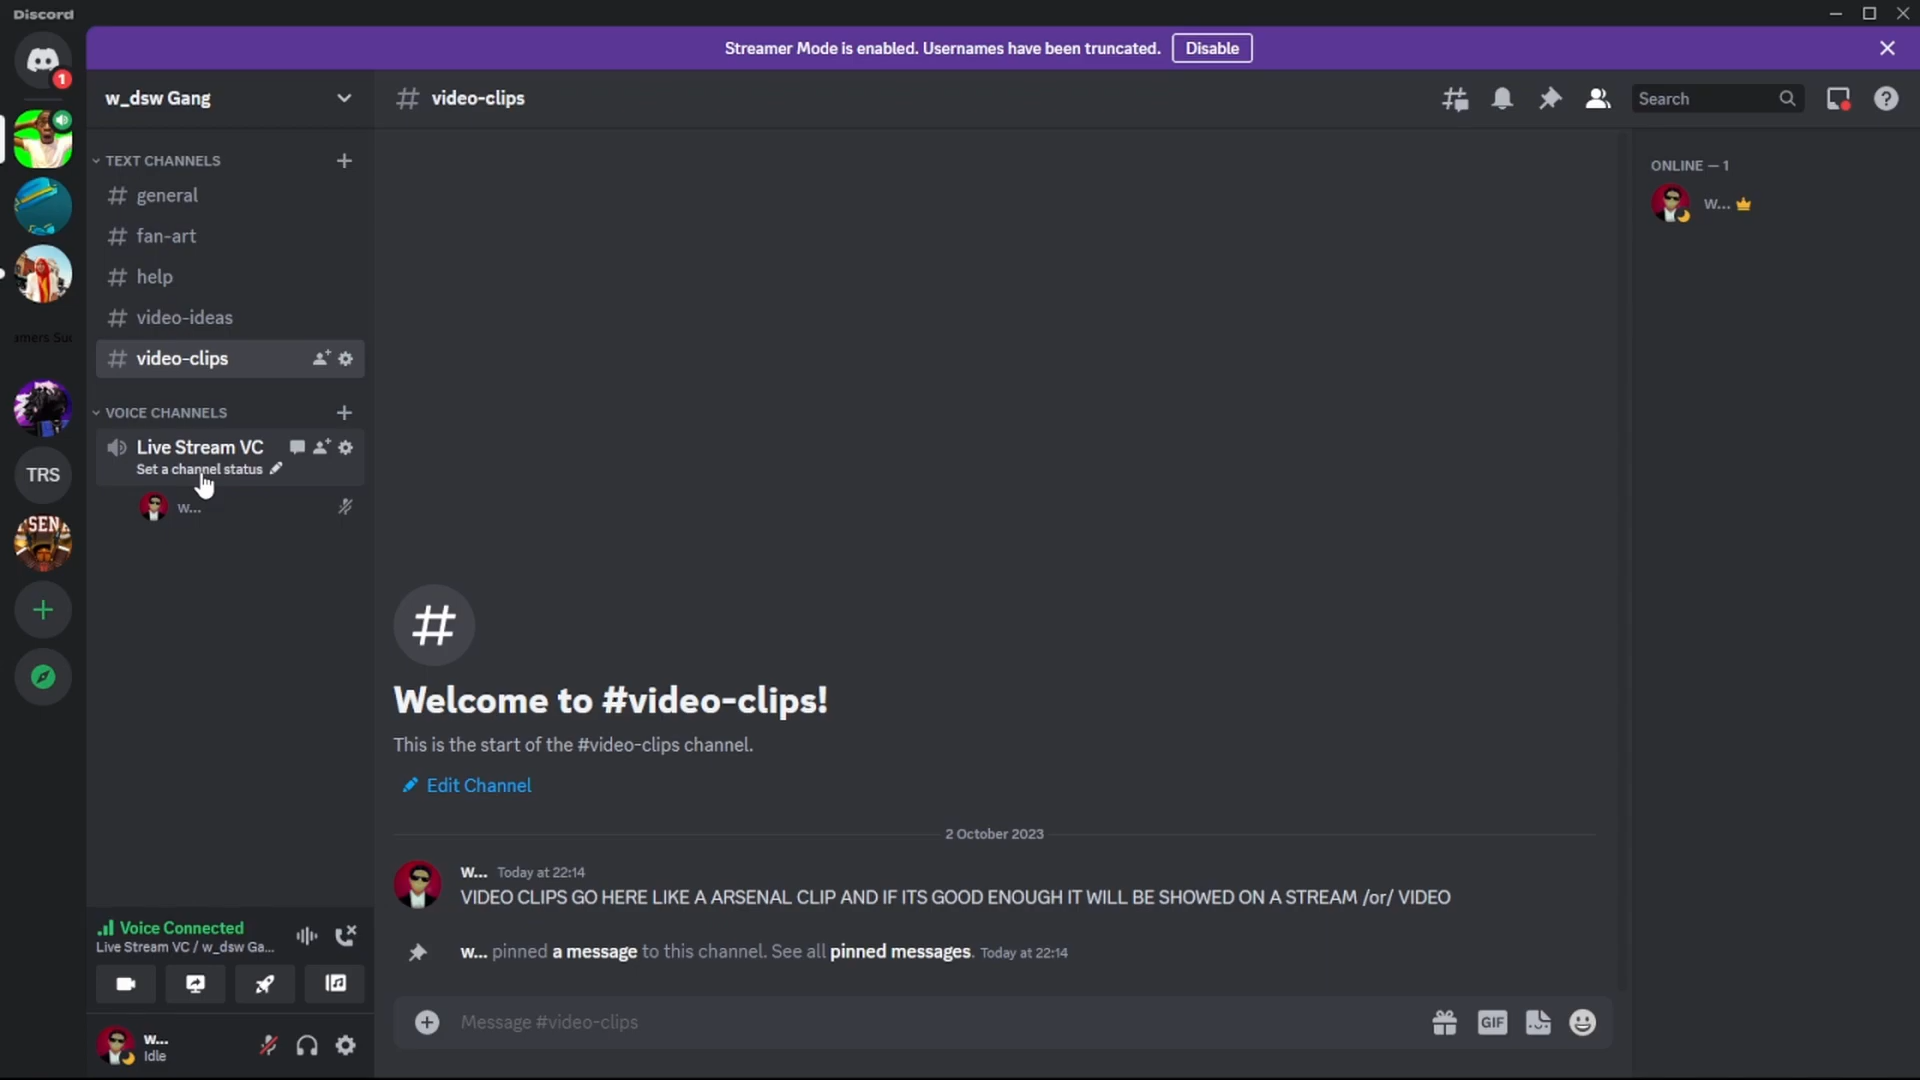 Discord
Streamer Mode is enabled. Usernames have been truncated. Disable
1
w_dsw Gang
video-clips
Search
TEXT CHANNELS
general
fan-art
help
video-ideas
video-clips
VOICE CHANNELS
Live Stream VC
Set a channel status
w...
TRS
SEN
ONLINE — 1
w...
Welcome to #video-clips!
This is the start of the #video-clips channel.
Edit Channel
2 October 2023
w... Today at 22:14
VIDEO CLIPS GO HERE LIKE A ARSENAL CLIP AND IF ITS GOOD ENOUGH IT WILL BE SHOWED ON A STREAM /or/ VIDEO
w... pinned a message to this channel. See all pinned messages. Today at 22:14
Voice Connected
Live Stream VC / w_dsw Ga...
w...
Idle
Message #video-clips
GIF